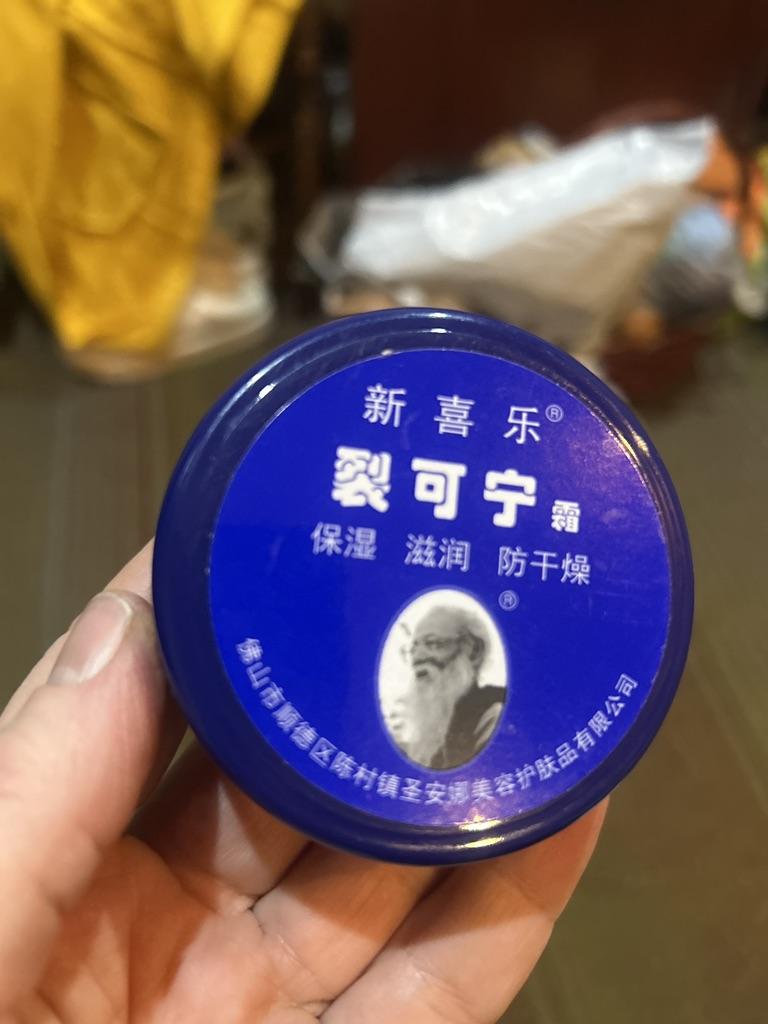 新喜乐®
裂可宁霜
保湿 滋润 防干燥
®
佛山市顺德区陈村镇圣安娜美容护肤品有限公司